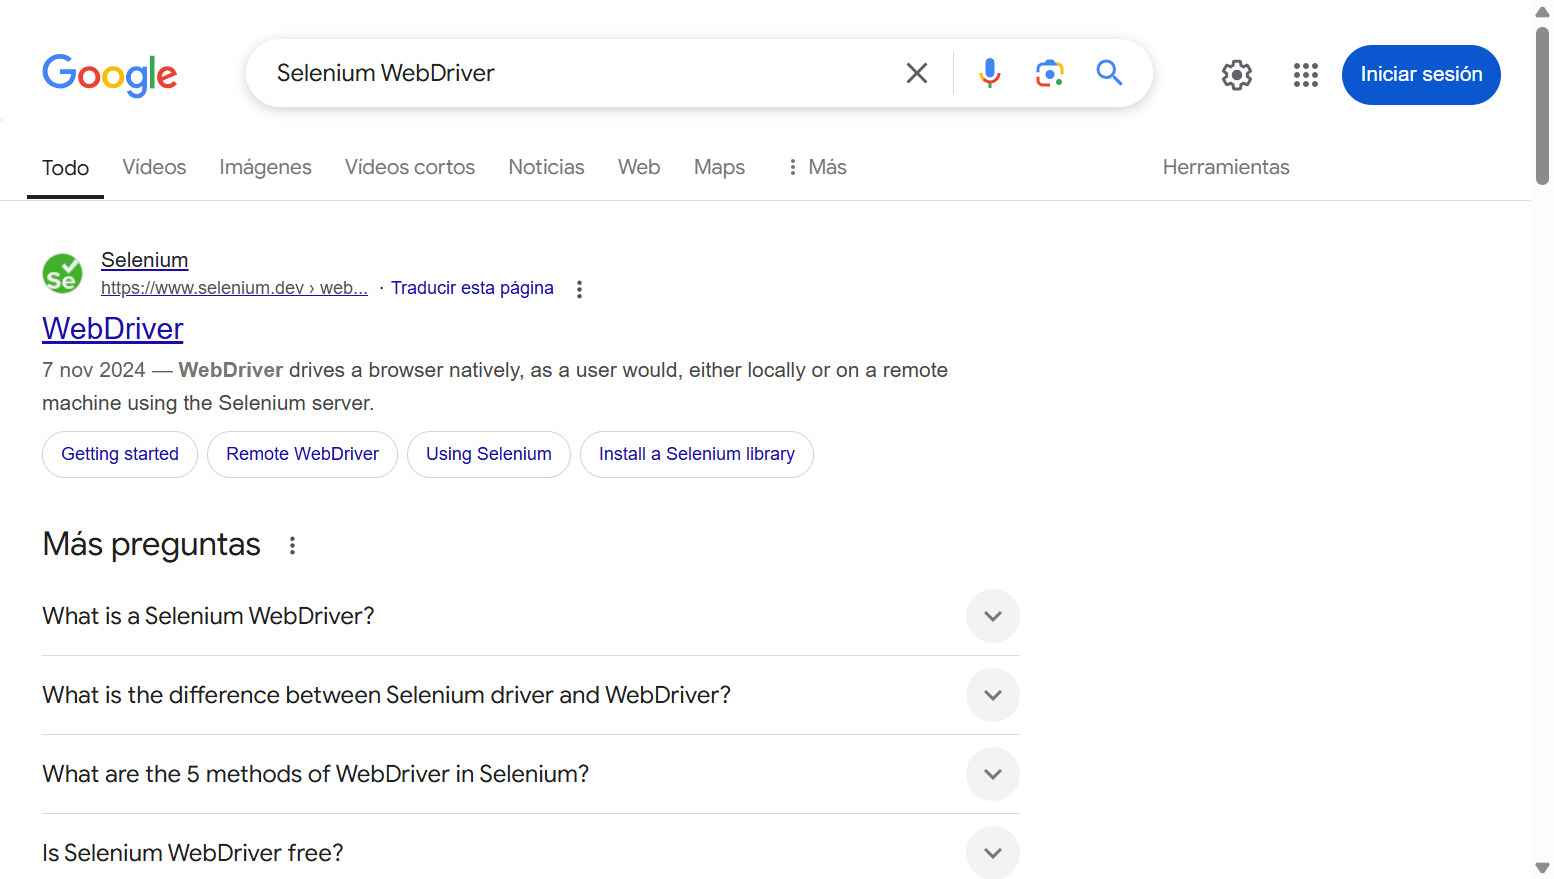 Google
Selenium WebDriver
Iniciar sesión
Todo
Vídeos
Imágenes
Vídeos cortos
Noticias
Web
Maps
Más
Herramientas
Se
Selenium
https://www.selenium.dev › web... · Traducir esta página
WebDriver
7 nov 2024 — WebDriver drives a browser natively, as a user would, either locally or on a remote
machine using the Selenium server.
Getting started
Remote WebDriver
Using Selenium
Install a Selenium library
Más preguntas
What is a Selenium WebDriver?
What is the difference between Selenium driver and WebDriver?
What are the 5 methods of WebDriver in Selenium?
Is Selenium WebDriver free?